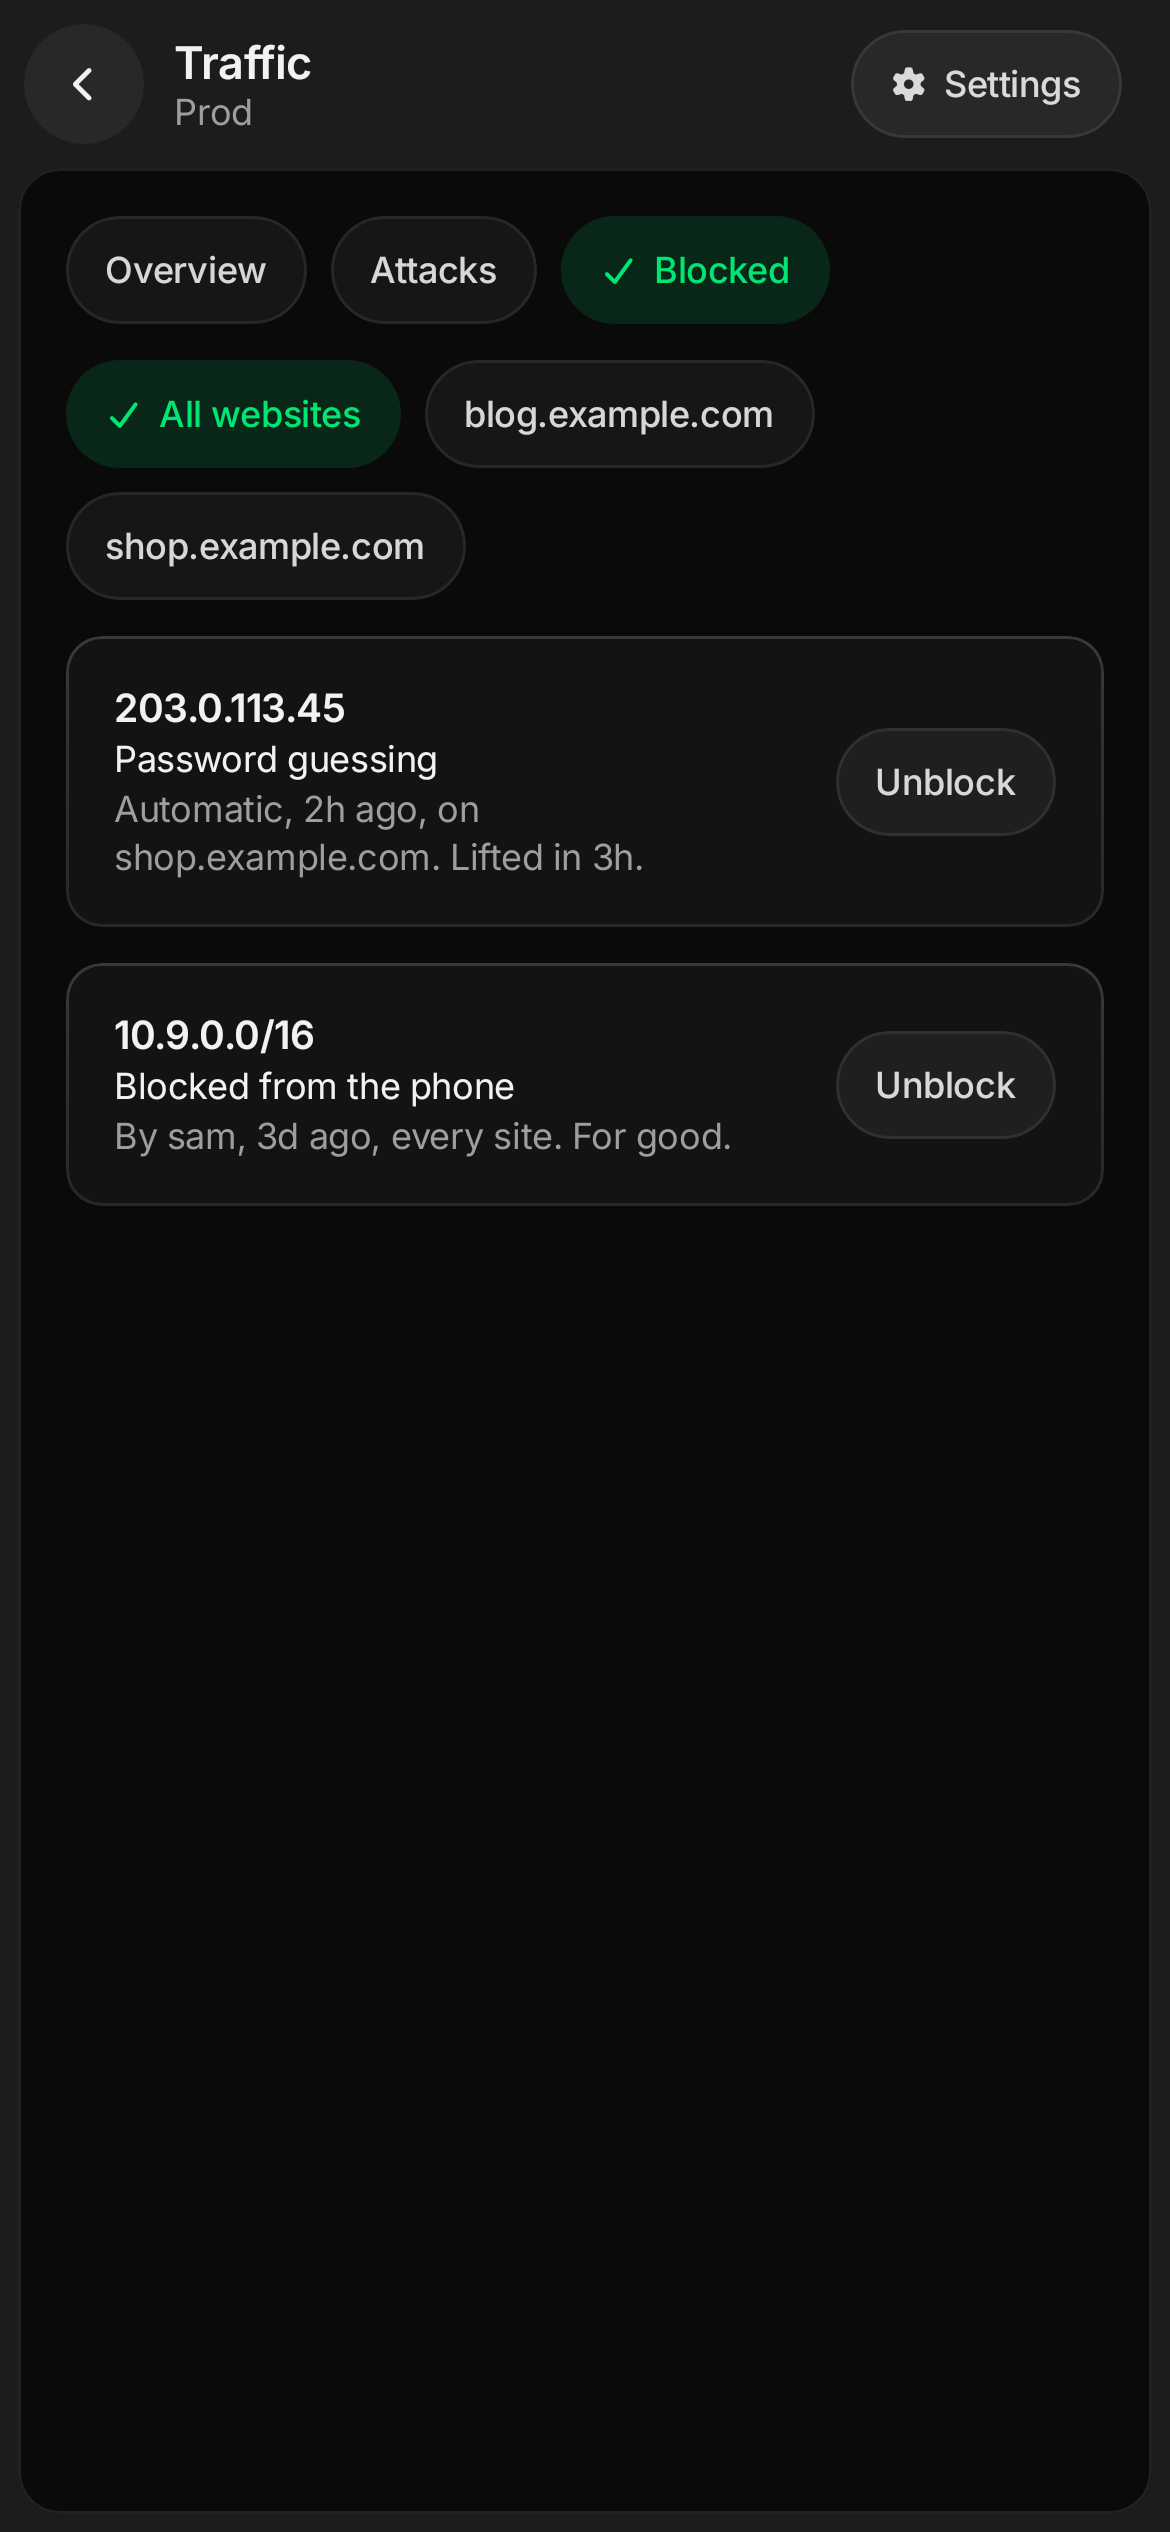 Traffic
Prod
Settings
Overview
Attacks
Blocked
All websites
blog.example.com
shop.example.com
203.0.113.45
Password guessing
Automatic, 2h ago, on
shop.example.com. Lifted in 3h.
Unblock
10.9.0.0/16
Blocked from the phone
By sam, 3d ago, every site. For good.
Unblock